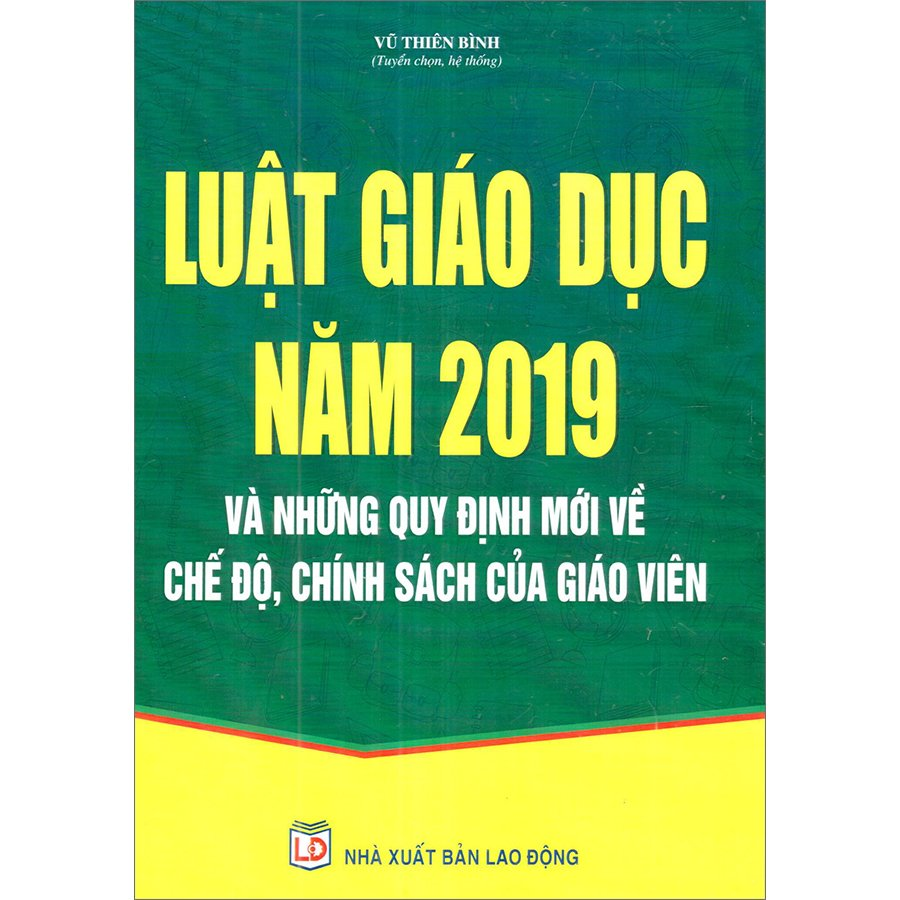 VŨ THIÊN BÌNH
(Tuyển chọn, hệ thống)
LUẬT GIÁO DỤC
NĂM 2019
VÀ NHỮNG QUY ĐỊNH MỚI VỀ
CHẾ ĐỘ, CHÍNH SÁCH CỦA GIÁO VIÊN
LĐ
NHÀ XUẤT BẢN LAO ĐỘNG